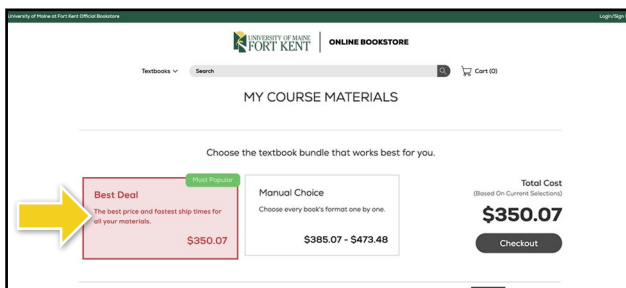 University of Maine at Fort Kent Official Bookstore
Login/Sign
UNIVERSITY OF MAINE
FORT KENT
ONLINE BOOKSTORE
Textbooks
Search
Cart (0)
MY COURSE MATERIALS
Choose the textbook bundle that works best for you.
Most Popular
Best Deal
The best price and fastest ship times for
all your materials.
$350.07
Manual Choice
Choose every book's format one by one.
$385.07 - $473.48
Total Cost
(Based On Current Selections)
$350.07
Checkout